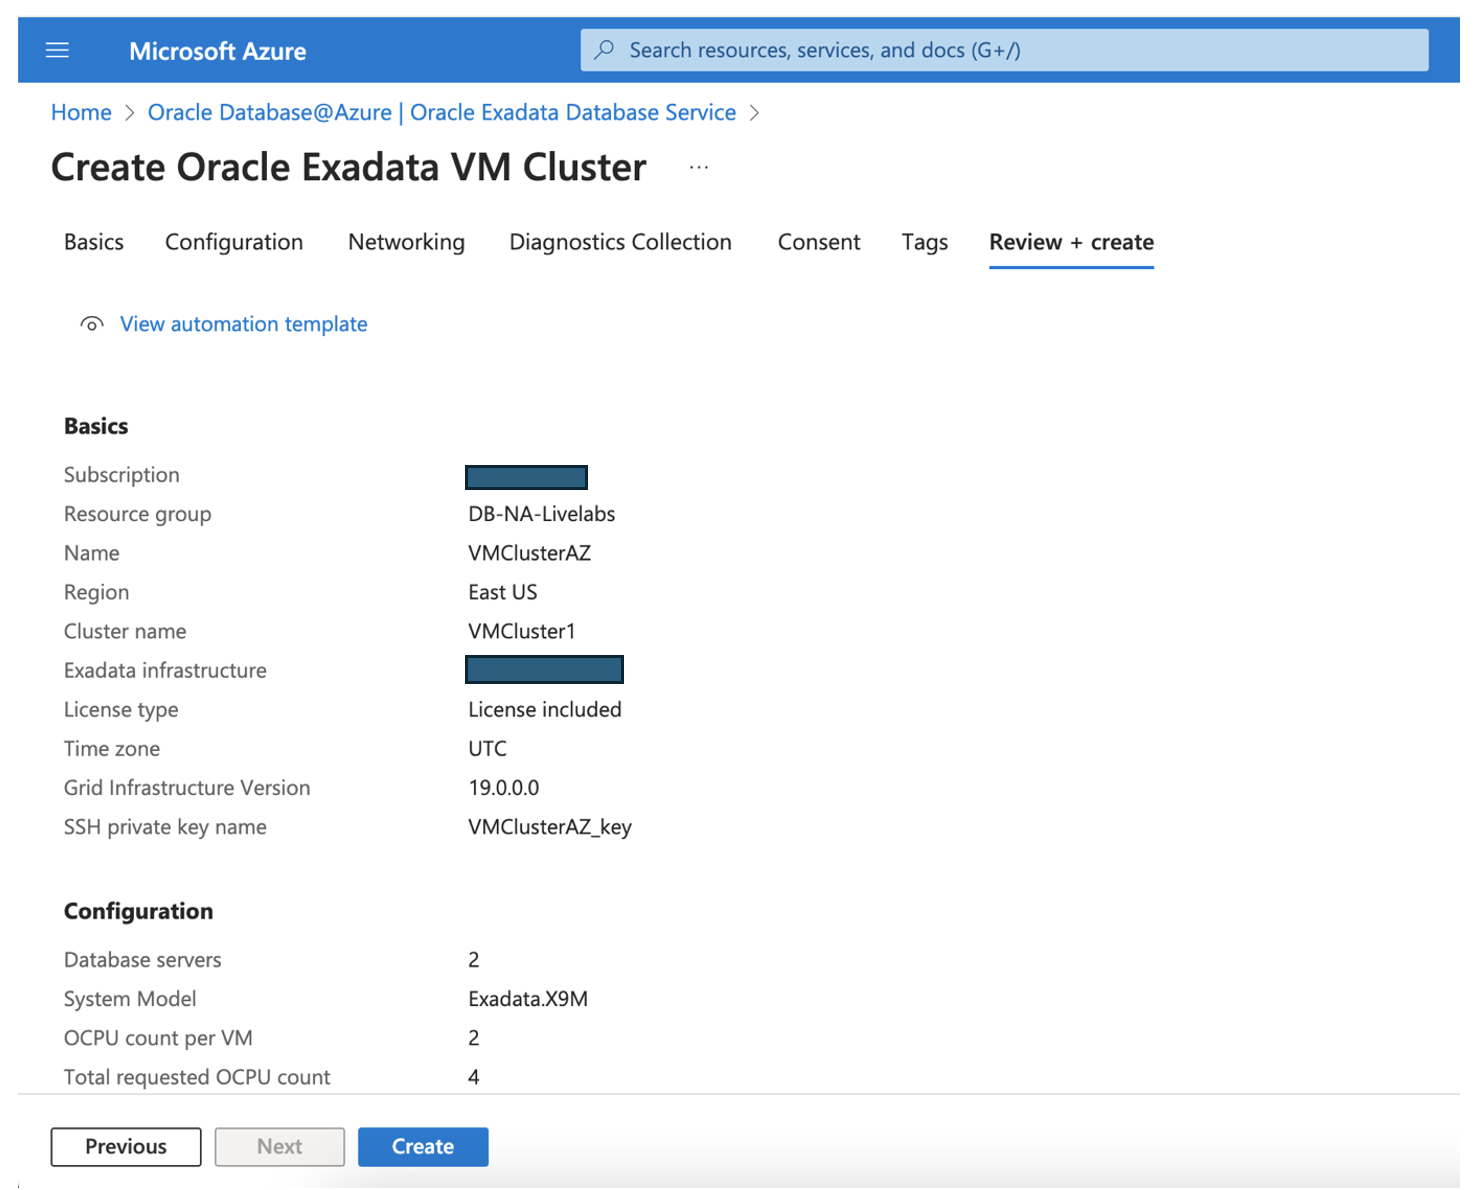 Microsoft Azure
Search resources, services, and docs (G+/)
Home > Oracle Database@Azure | Oracle Exadata Database Service >
Create Oracle Exadata VM Cluster ...
Basics Configuration Networking Diagnostics Collection Consent Tags Review + create
View automation template
Basics
Subscription
Resource group DB-NA-Livelabs
Name VMClusterAZ
Region East US
Cluster name VMCluster1
Exadata infrastructure
License type License included
Time zone UTC
Grid Infrastructure Version 19.0.0.0
SSH private key name VMClusterAZ_key
Configuration
Database servers 2
System Model Exadata.X9M
OCPU count per VM 2
Total requested OCPU count 4
Previous Next Create